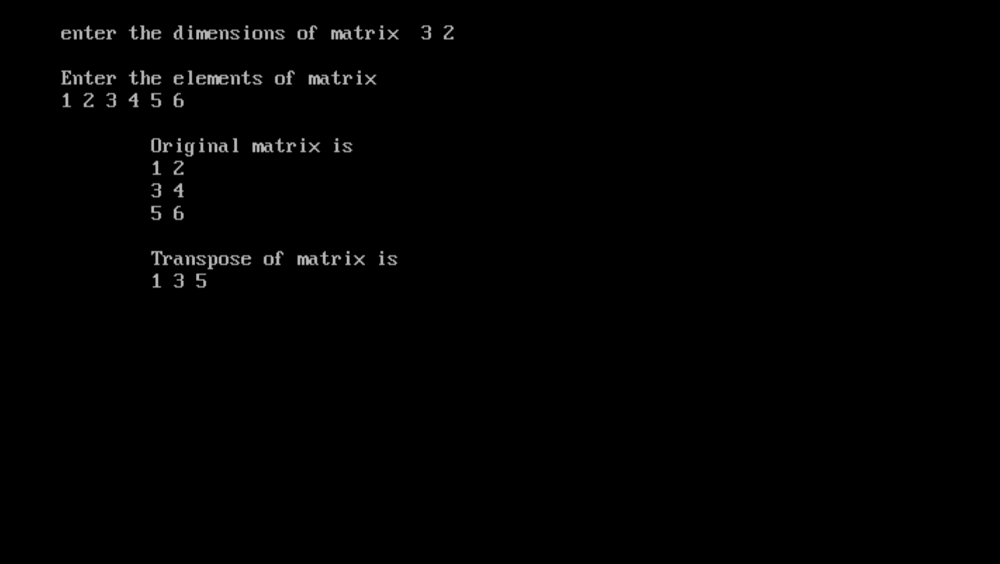 enter the dimensions of matrix  3 2
Enter the elements of matrix
1 2 3 4 5 6
Original matrix is
1 2
3 4
5 6
Transpose of matrix is
1 3 5